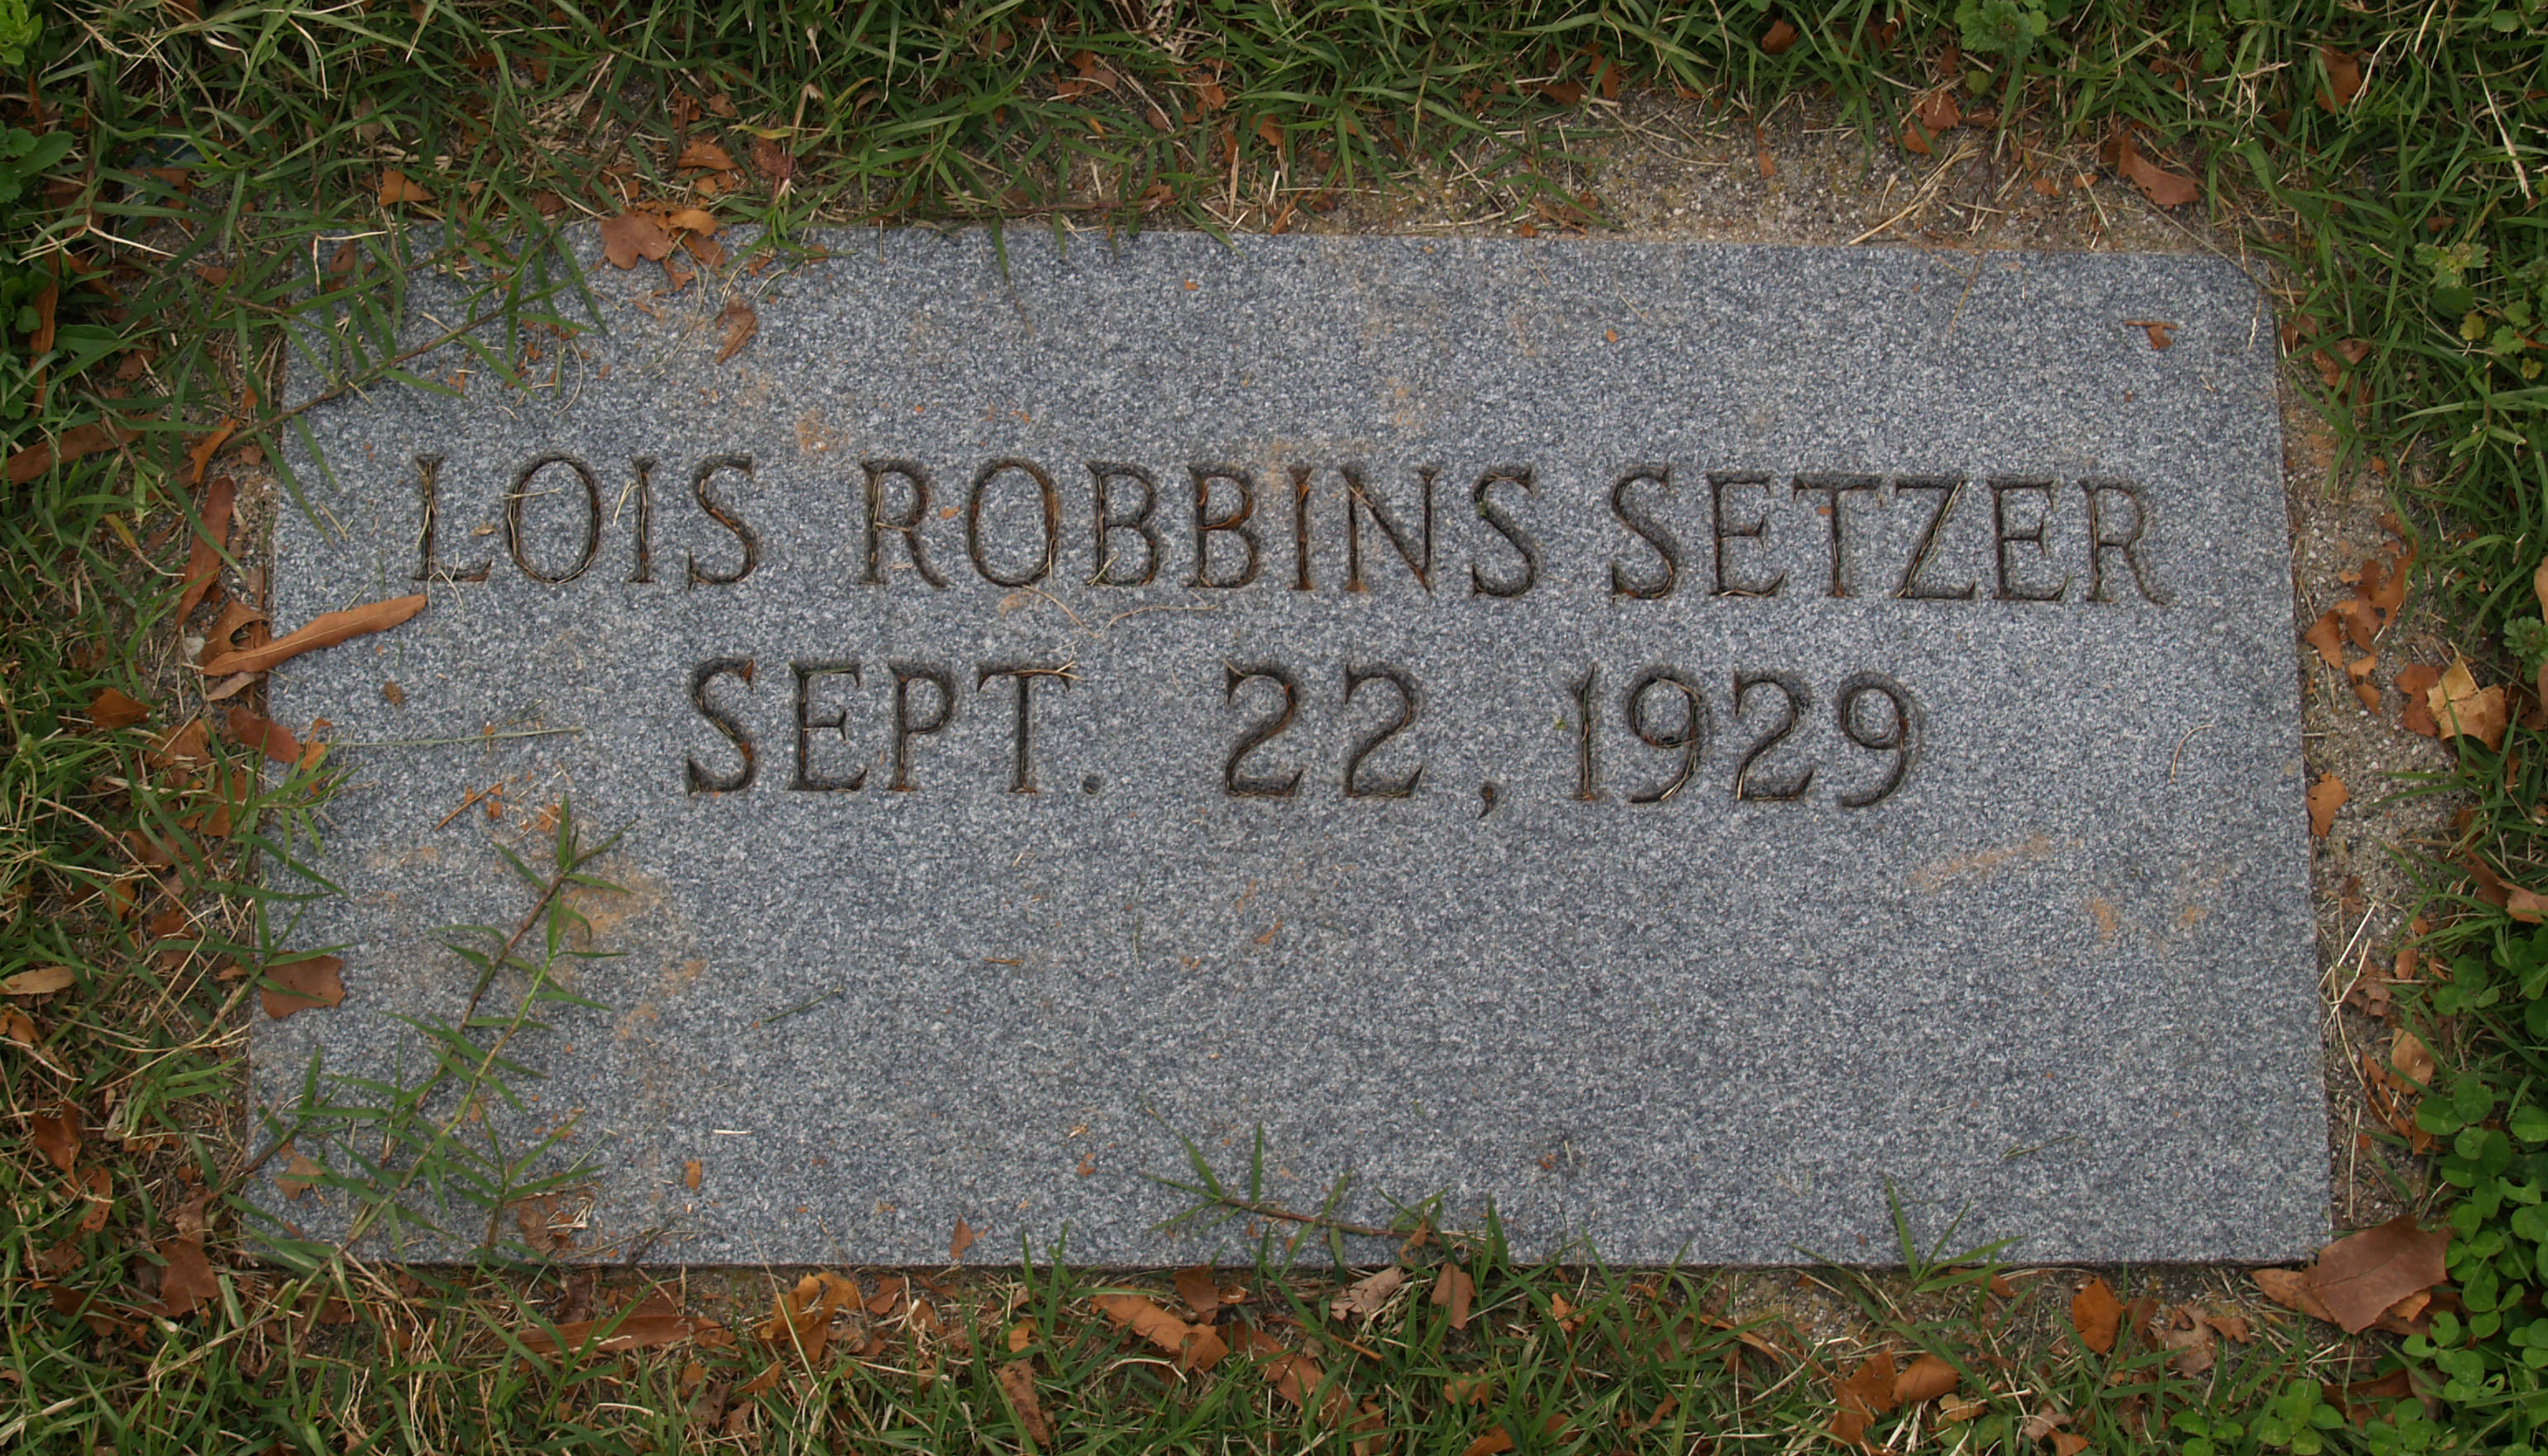 LOIS ROBBINS SETZER
SEPT. 22, 1929